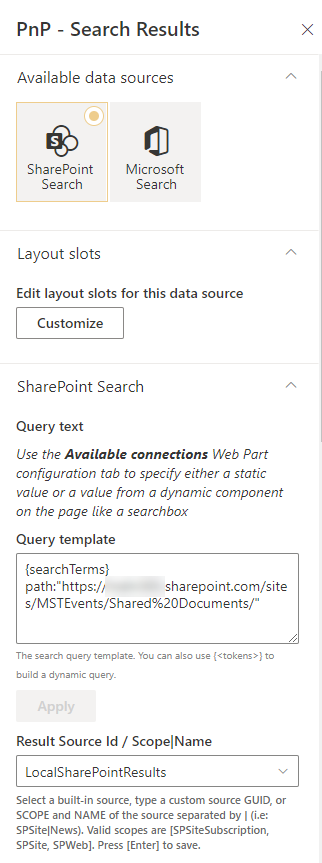 PnP - Search Results
Available data sources
SharePoint
Search
Microsoft
Search
Layout slots
Edit layout slots for this data source
Customize
SharePoint Search
Query text
Use the Available connections Web Part
configuration tab to specify either a static
value or a value from a dynamic component
on the page like a searchbox
Query template
{searchTerms}
path:"https:// .sharepoint.com/site
s/MSTEvents/Shared%20Documents/"
The search query template. You can also use {<tokens>} to
build a dynamic query.
Apply
Result Source Id / Scope|Name
LocalSharePointResults
Select a built-in source, type a custom source GUID, or
SCOPE and NAME of the source separated by | (i.e:
SPSite|News). Valid scopes are [SPSiteSubscription,
SPSite, SPWeb]. Press [Enter] to save.